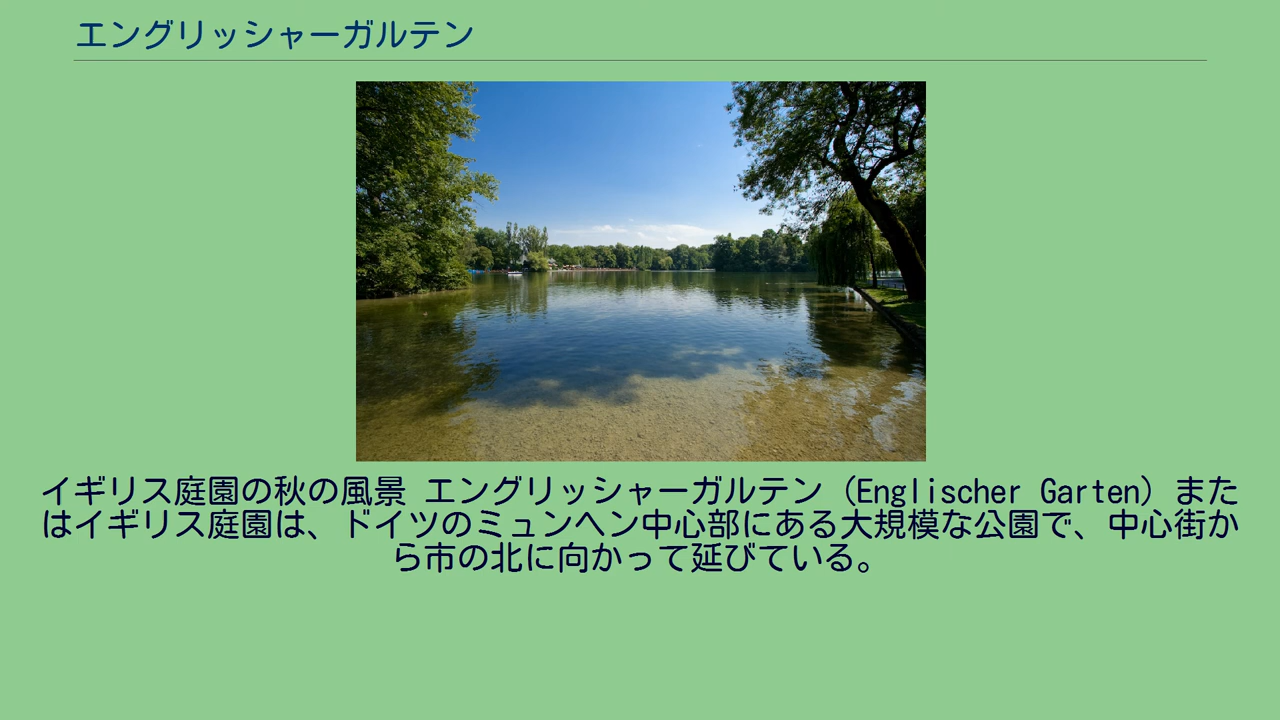 エングリッシャーガルテン
イギリス庭園の秋の風景 エングリッシャーガルテン（Englischer Garten）また
はイギリス庭園は、ドイツのミュンヘン中心部にある大規模な公園で、中心街か
ら市の北に向かって延びている。